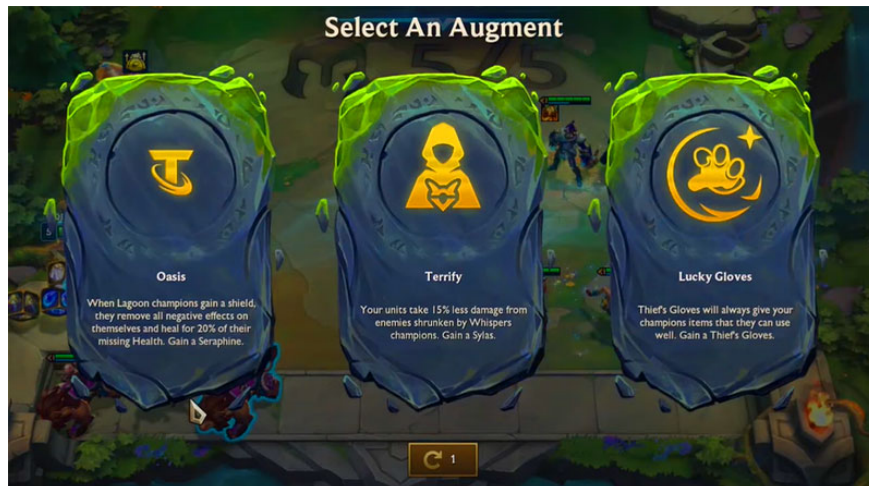 Select An Augment
Oasis
When Lagoon champions gain a shield,
they remove all negative effects on
themselves and heal for 20% of their
missing Health. Gain a Seraphine.
Terrify
Your units take 15% less damage from
enemies shrunken by Whispers
champions. Gain a Sylas.
Lucky Gloves
Thief's Gloves will always give your
champions items that they can use
well. Gain a Thief's Gloves.
5
1